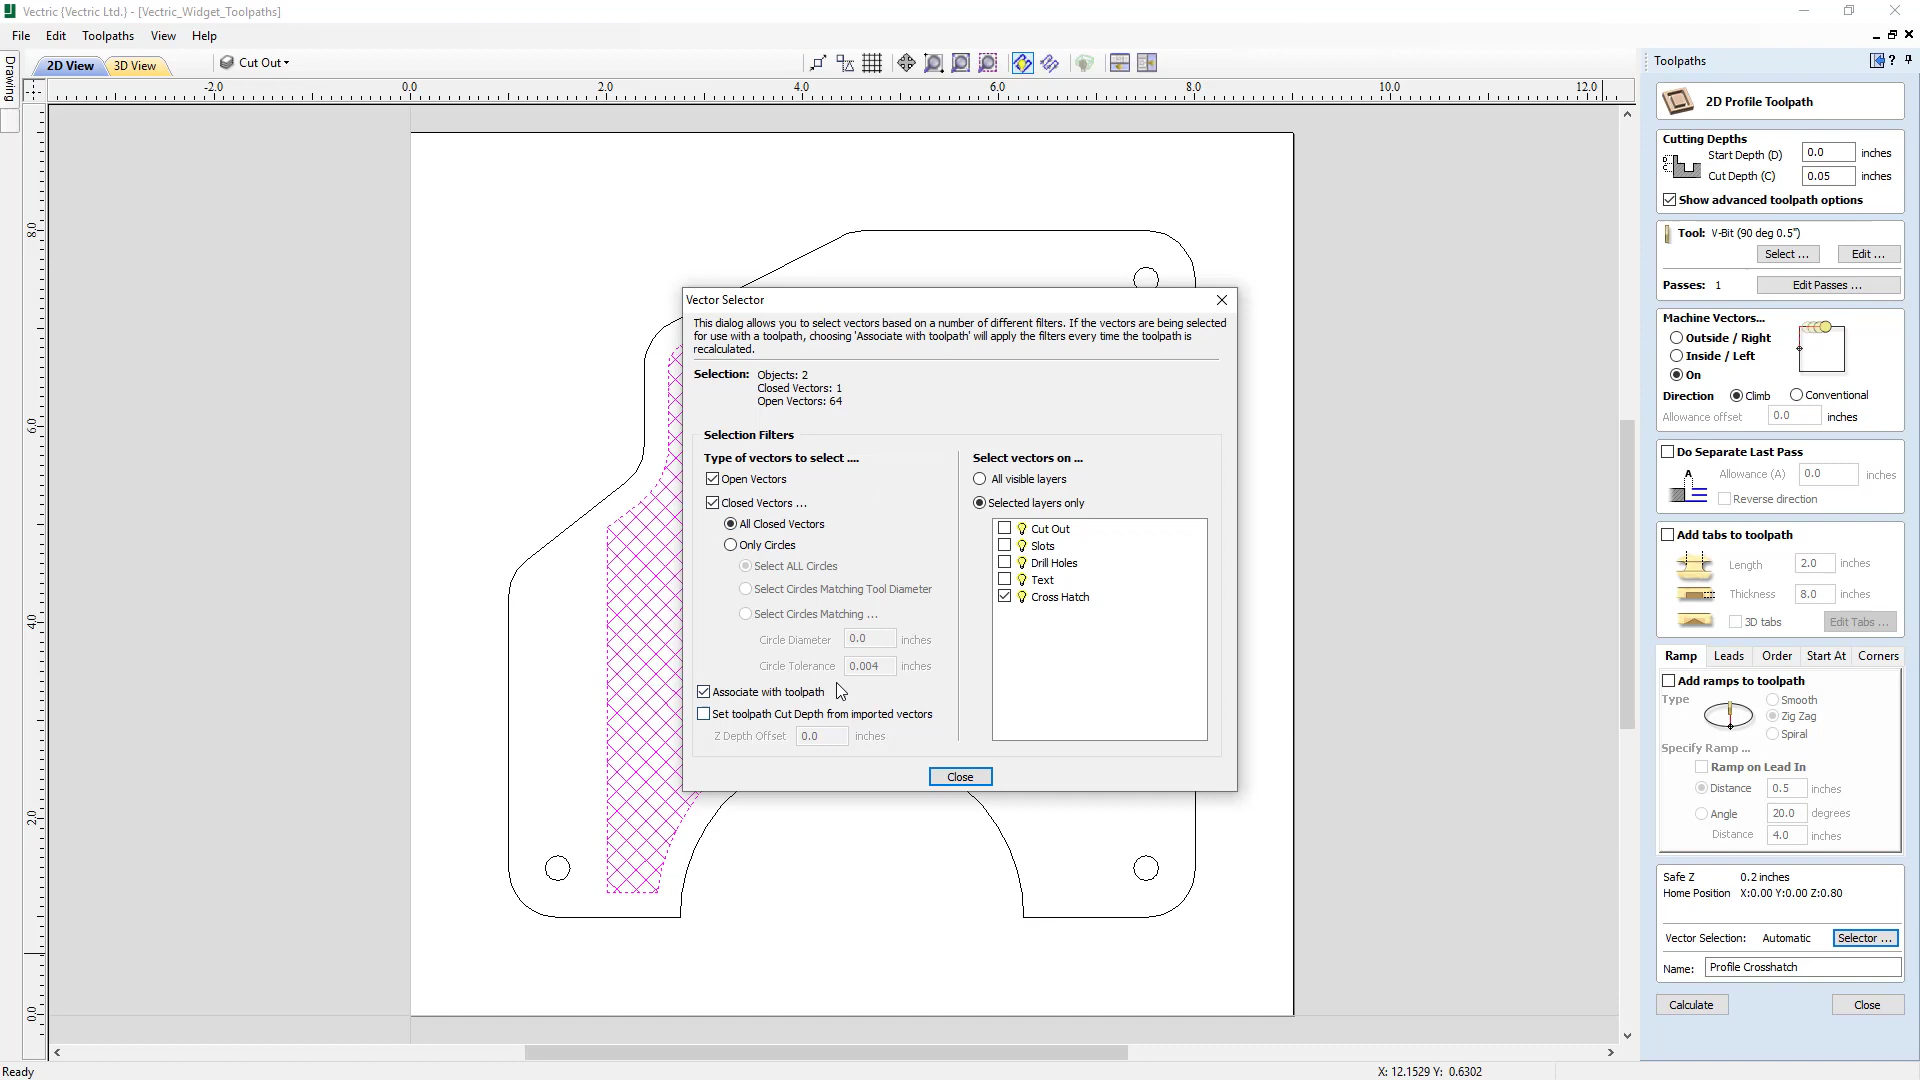 Vectric {Vectric Ltd.} - [Vectric_Widget_Toolpaths]
File Edit Toolpaths View Help
Drawing
2D View 3D View Cut Out
-2.0 0.0 2.0 4.0 6.0 8.0 10.0 12.0
8.0
6.0
4.0
2.0
0.0
Vector Selector
This dialog allows you to select vectors based on a number of different filters. If the vectors are being selected
for use with a toolpath, choosing 'Associate with toolpath' will apply the filters every time the toolpath is
recalculated.
Selection: Objects: 2
Closed Vectors: 1
Open Vectors: 64
Selection Filters
Type of vectors to select ....
Open Vectors
Closed Vectors ...
All Closed Vectors
Only Circles
Select ALL Circles
Select Circles Matching Tool Diameter
Select Circles Matching ...
Circle Diameter 0.0 inches
Circle Tolerance 0.004 inches
Associate with toolpath
Set toolpath Cut Depth from imported vectors
Z Depth Offset 0.0 inches
Select vectors on ...
All visible layers
Selected layers only
Cut Out
Slots
Drill Holes
Text
Cross Hatch
Close
Toolpaths
2D Profile Toolpath
Cutting Depths
Start Depth (D) 0.0 inches
Cut Depth (C) 0.05 inches
Show advanced toolpath options
Tool: V-Bit (90 deg 0.5")
Select ... Edit ...
Passes: 1 Edit Passes ...
Machine Vectors...
Outside / Right
Inside / Left
On
Direction Climb Conventional
Allowance offset 0.0 inches
Do Separate Last Pass
A Allowance (A) 0.0 inches
Reverse direction
Add tabs to toolpath
Length 2.0 inches
Thickness 8.0 inches
3D tabs Edit Tabs ...
Ramp Leads Order Start At Corners
Add ramps to toolpath
Type Smooth
Zig Zag
Spiral
Specify Ramp ...
Ramp on Lead In
Distance 0.5 inches
Angle 20.0 degrees
Distance 4.0 inches
Safe Z 0.2 inches
Home Position X:0.00 Y:0.00 Z:0.80
Vector Selection: Automatic Selector ...
Name: Profile Crosshatch
Calculate Close
Ready X: 12.1529 Y: 0.6302